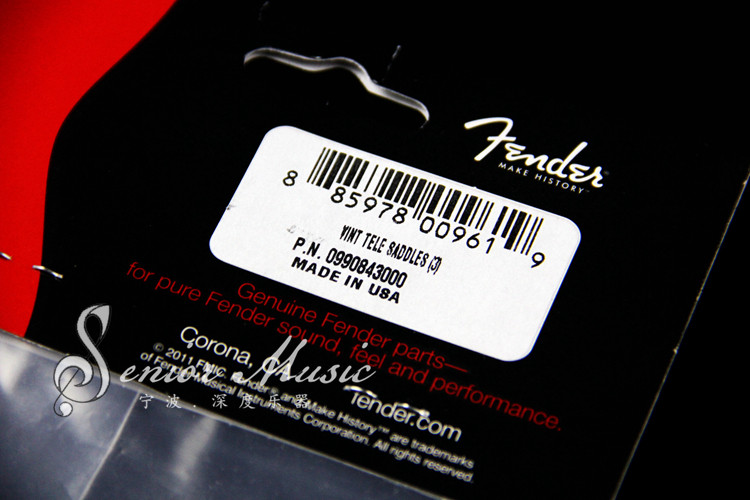 Fender
MAKE HISTORY™
8 85978 00961 9
VINT TELE SADDLES (3)
P.N. 0990843000
MADE IN USA
Genuine Fender parts—
for pure Fender sound, feel and performance.
Corona,
Fender.com
© 2011 FMIC. Fender® and Make History™ are trademarks
of Fender Musical Instruments Corporation. All rights reserved.
Senior Music
宁波.深度乐器